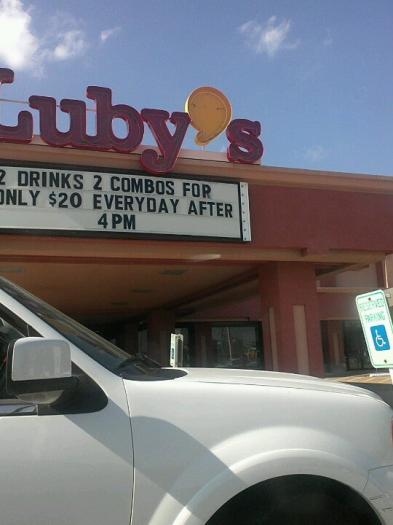 Luby's
2 DRINKS 2 COMBOS FOR
ONLY $20 EVERYDAY AFTER
4PM
RESERVED
PARKING